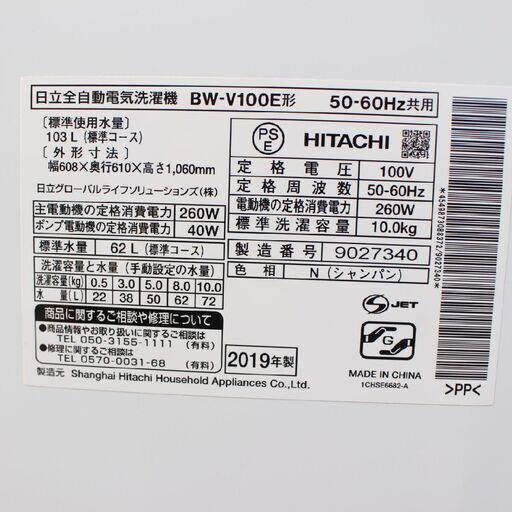 日立全自動電気洗濯機 BW-V100E形 50-60Hz共用
[標準使用水量]
103L(標準コース)
[外形寸法]
幅608×奥行610×高さ1,060mm
日立グローバルライフソリューションズ(株)
主電動機の定格消費電力 260W
ポンプ電動機の定格消費電力 40W
標準水量 62L(標準コース)
洗濯容量と水量(手動設定の水量)
洗濯容量(kg) 0.5 3.0 5.0 8.0 10.0
水量(L) 22 38 50 62 72
商品に関するご相談や修理について
●商品情報やお取り扱いに関するご相談
TEL 050-3155-1111 (有料)
●修理に関するご相談
TEL 0570-0031-68 (有料)
2019年製
製造元 Shanghai Hitachi Household Appliances Co.,Ltd.
PS
E
HITACHI
定格電圧 100V
定格周波数 50-60Hz
電動機の定格消費電力 260W
標準洗濯容量 10.0kg
製造番号 9027340
色相 N(シャンパン)
S-JET
G
MADE IN CHINA
1CHSE6682-A
*4549873088372/9027340*
>PP<